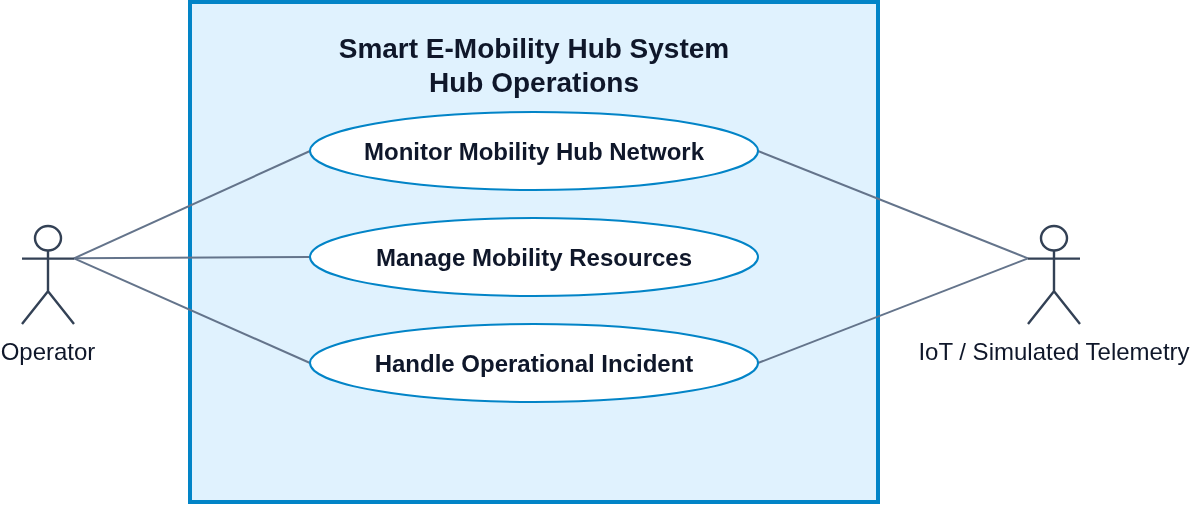 Smart E-Mobility Hub System
Hub Operations
Monitor Mobility Hub Network
Manage Mobility Resources
Handle Operational Incident
Operator
IoT / Simulated Telemetry